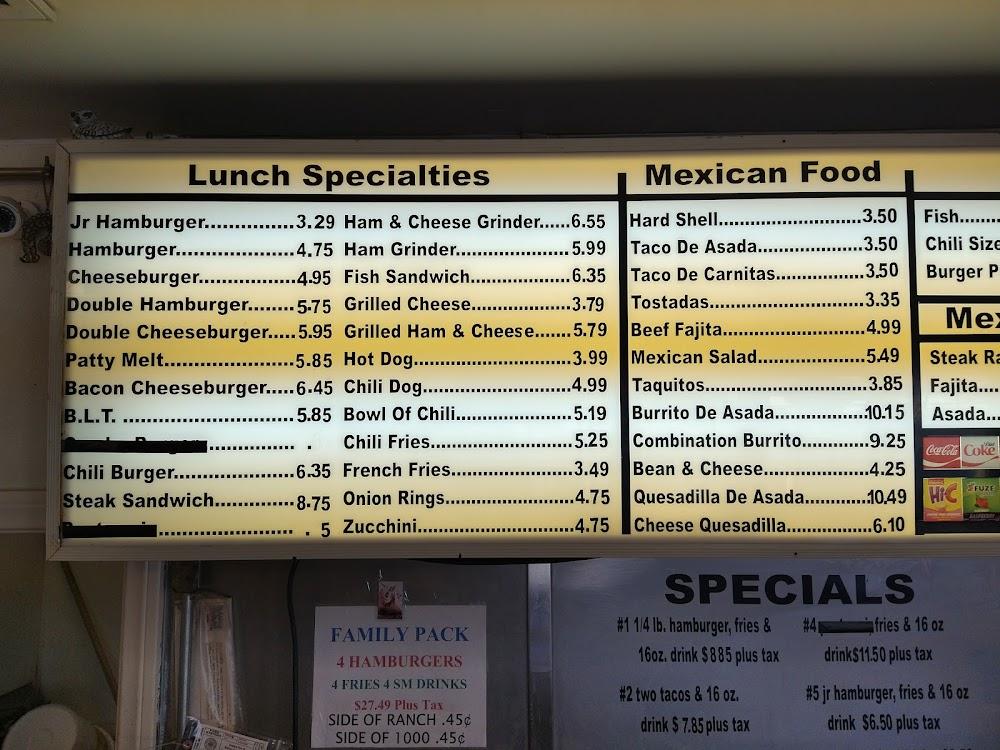 Lunch Specialties
Jr Hamburger..................3.29
Hamburger.....................4.75
Cheeseburger.................4.95
Double Hamburger........5.75
Double Cheeseburger.....5.95
Patty Melt.......................5.85
Bacon Cheeseburger.....6.45
B.L.T. .............................5.85
Chili Burger.....................6.35
Steak Sandwich..............8.75
. 5
Ham & Cheese Grinder.....6.55
Ham Grinder....................5.99
Fish Sandwich.................6.35
Grilled Cheese.................3.79
Grilled Ham & Cheese......5.79
Hot Dog...........................3.99
Chili Dog..........................4.99
Bowl Of Chili....................5.19
Chili Fries........................5.25
French Fries.....................3.49
Onion Rings.....................4.75
Zucchini...........................4.75
Mexican Food
Hard Shell.......................3.50
Taco De Asada................3.50
Taco De Carnitas.............3.50
Tostadas.........................3.35
Beef Fajita.......................4.99
Mexican Salad.................5.49
Taquitos..........................3.85
Burrito De Asada.............10.15
Combination Burrito.........9.25
Bean & Cheese................4.25
Quesadilla De Asada........10.49
Cheese Quesadilla............6.10
Fish......
Chili Size
Burger P
Mex
Steak Ra
Fajita....
Asada...
Coca-Cola
Coke
Hi-C
FUZE
RASPBERRY
FAMILY PACK
4 HAMBURGERS
4 FRIES 4 SM DRINKS
$27.49 Plus Tax
SIDE OF RANCH .45¢
SIDE OF 1000 .45¢
SPECIALS
#1 1/4 lb. hamburger, fries &
16oz. drink $885 plus tax
#2 two tacos & 16 oz.
drink $ 7.85 plus tax
#4 fries & 16 oz
drink$11.50 plus tax
#5 jr hamburger, fries & 16 oz
drink $6.50 plus tax